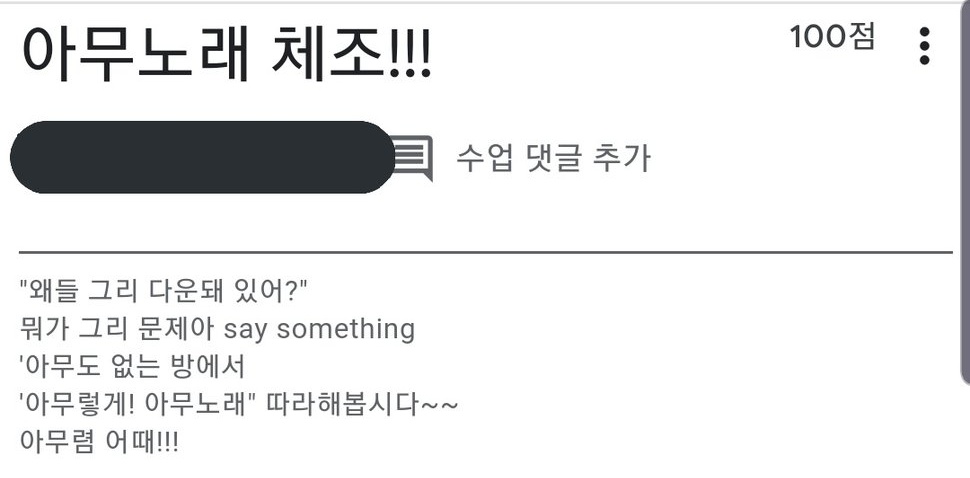 아무노래 체조!!!
100점
수업 댓글 추가
"왜들 그리 다운돼 있어?"
뭐가 그리 문제아 say something
'아무도 없는 방에서
'아무렇게! 아무노래" 따라해봅시다~~
아무렴 어때!!!